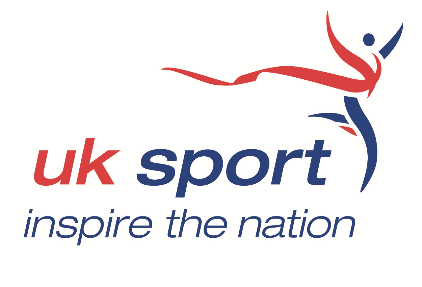 uk sport
inspire the nation